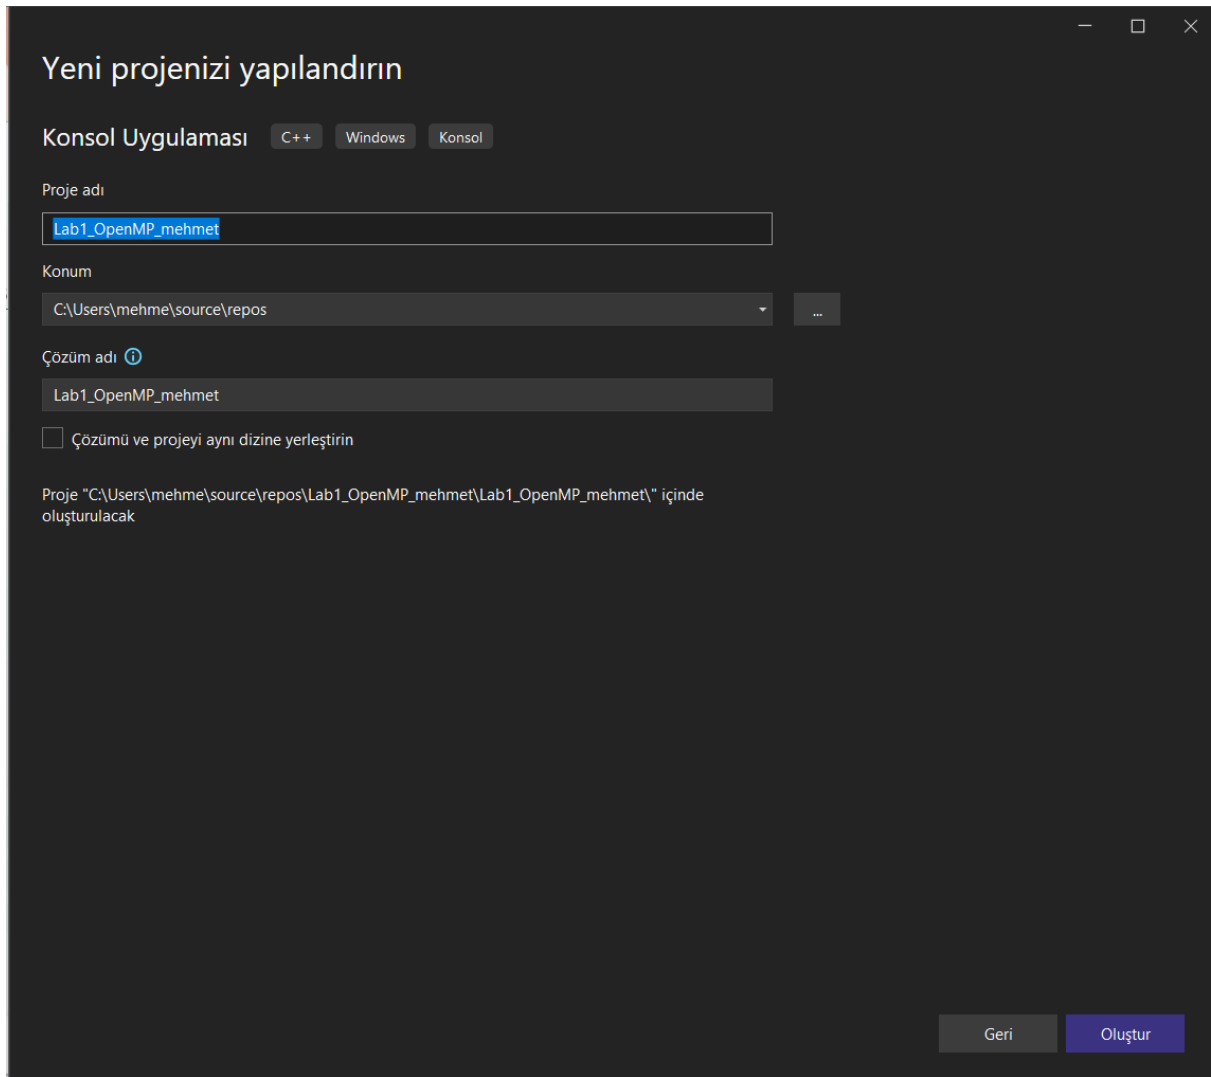 Yeni projenizi yapılandırın
Konsol Uygulaması C++ Windows Konsol
Proje adı
Lab1_OpenMP_mehmet
Konum
C:\Users\mehme\source\repos
...
Çözüm adı
Lab1_OpenMP_mehmet
Çözümü ve projeyi aynı dizine yerleştirin
Proje "C:\Users\mehme\source\repos\Lab1_OpenMP_mehmet\Lab1_OpenMP_mehmet\" içinde
oluşturulacak
Geri Oluştur